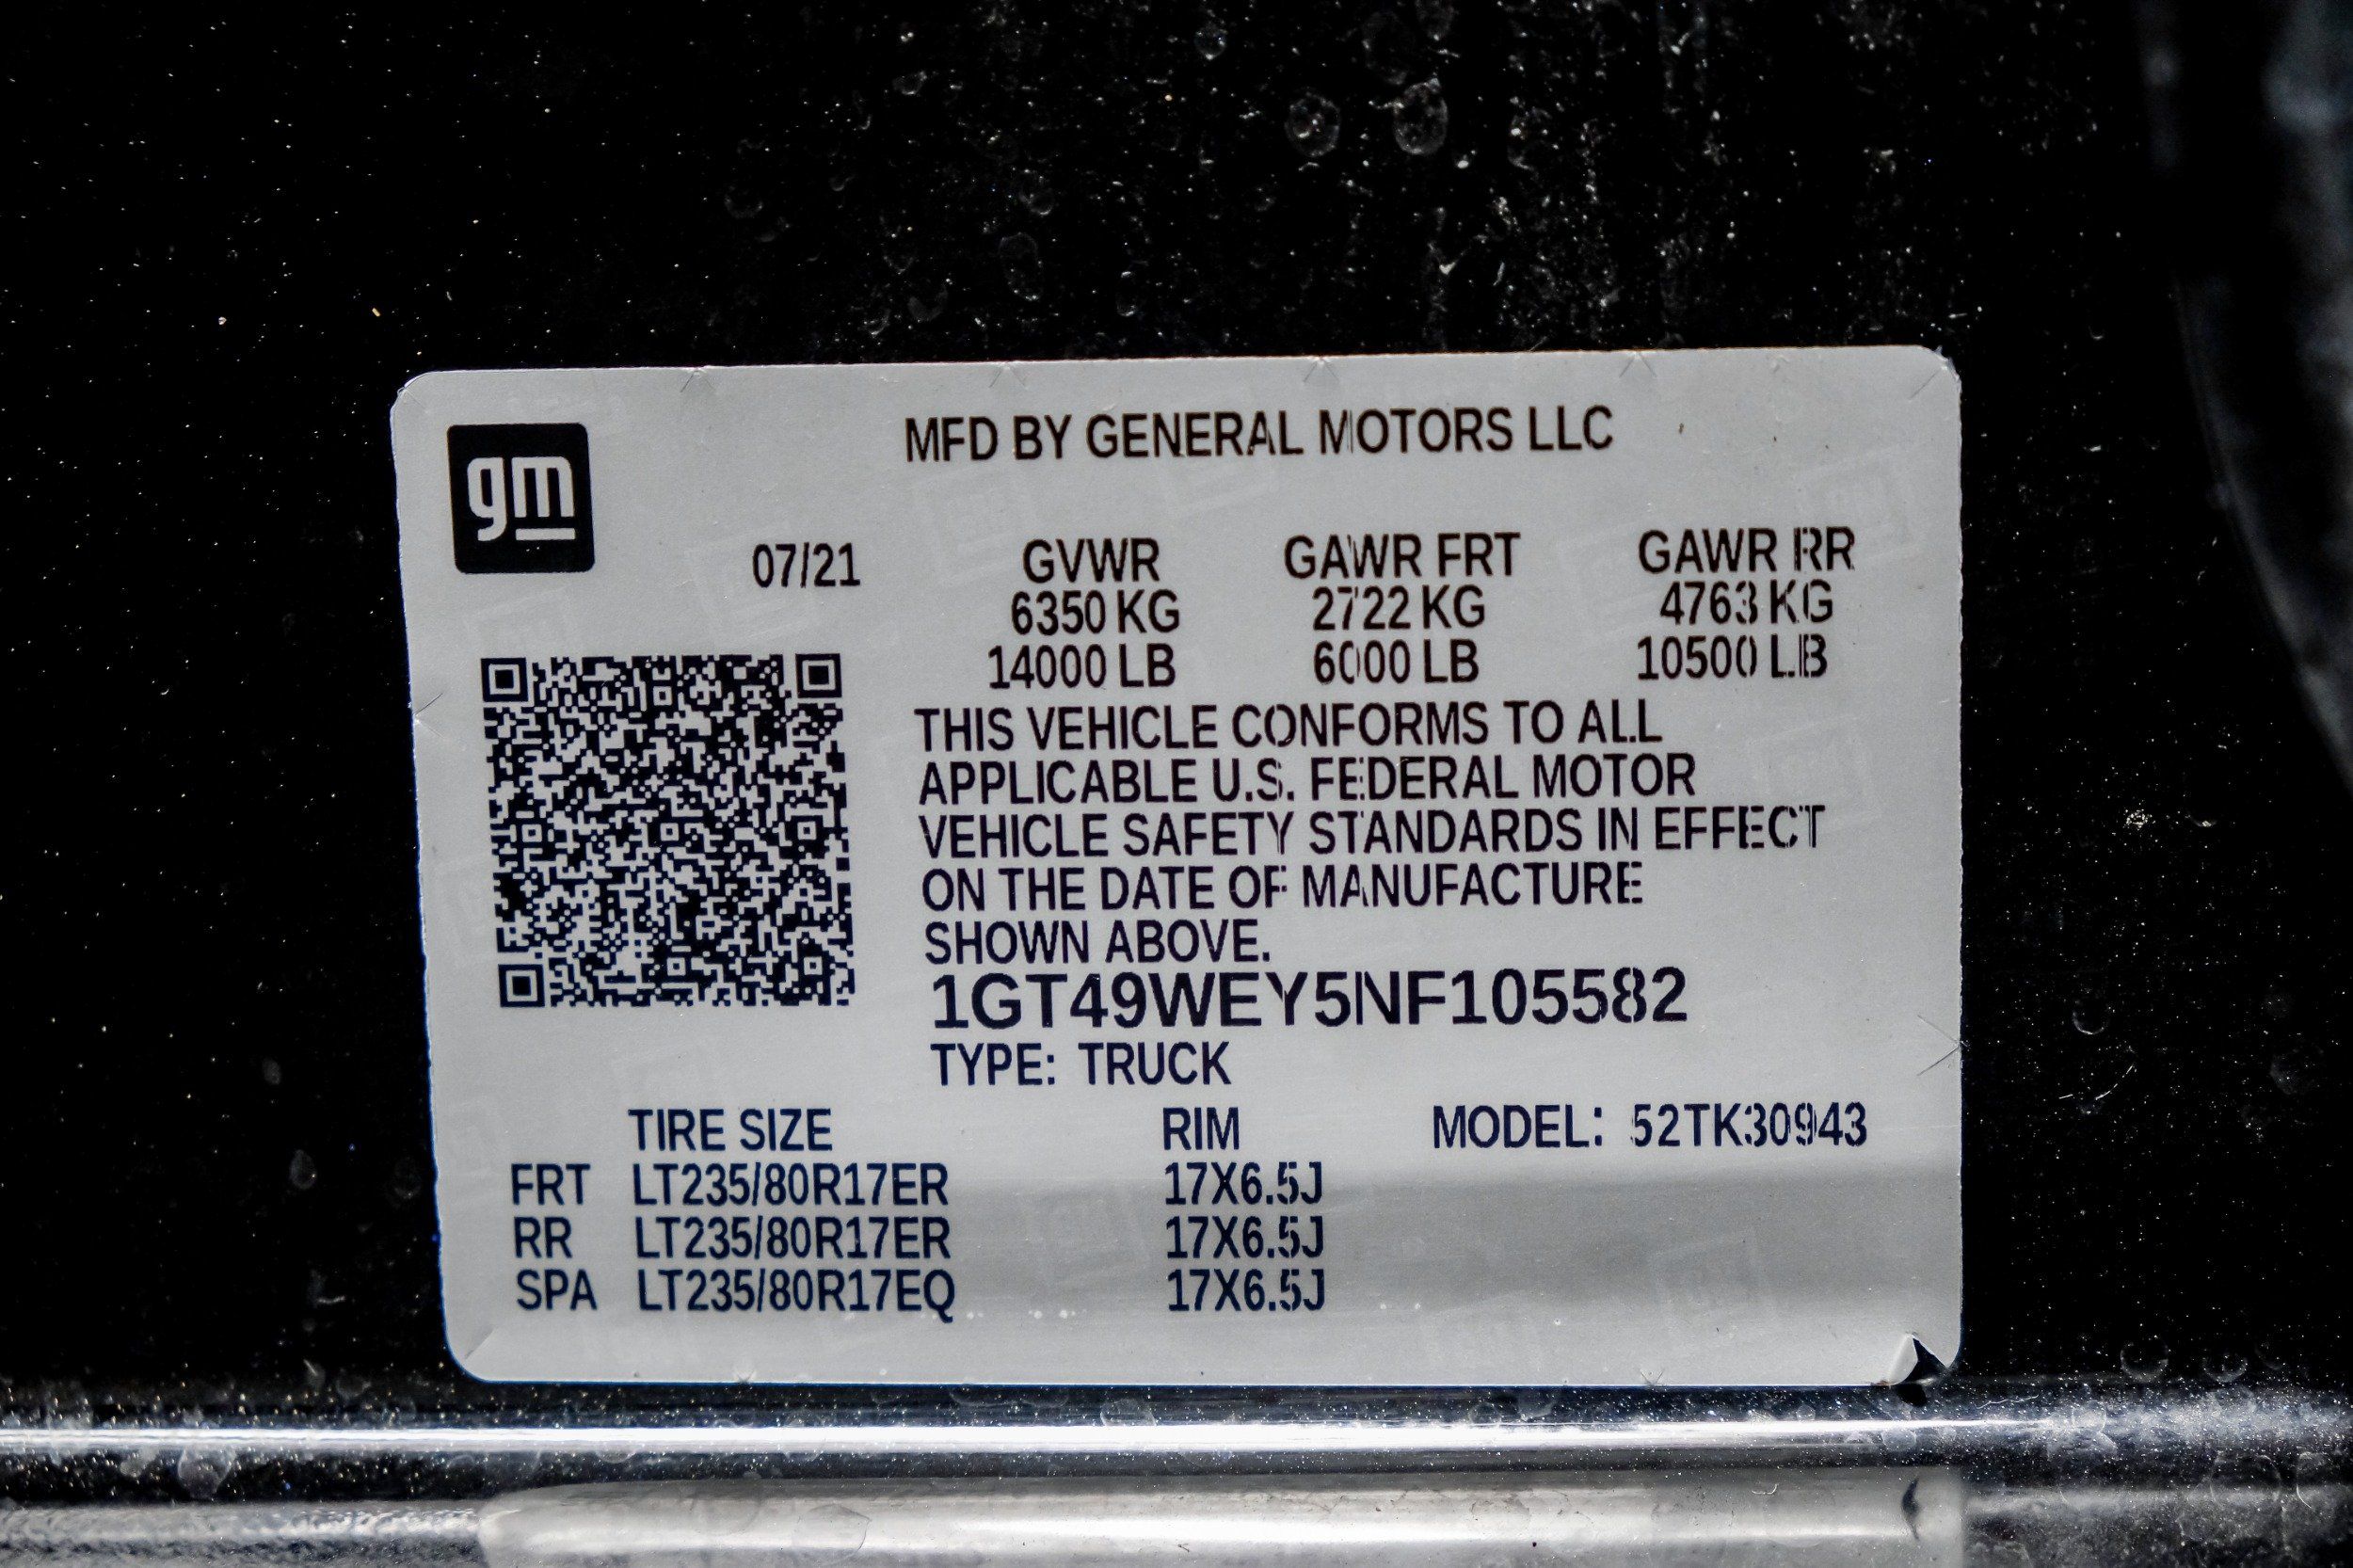 gm
MFD BY GENERAL MOTORS LLC
07/21 GVWR GAWR FRT GAWR RR
6350 KG 2722 KG 4763 KG
14000 LB 6000 LB 10500 LB
THIS VEHICLE CONFORMS TO ALL
APPLICABLE U.S. FEDERAL MOTOR
VEHICLE SAFETY STANDARDS IN EFFECT
ON THE DATE OF MANUFACTURE
SHOWN ABOVE.
1GT49WEY5NF105582
TYPE: TRUCK
TIRE SIZE RIM MODEL: 52TK30943
FRT LT235/80R17ER 17X6.5J
RR LT235/80R17ER 17X6.5J
SPA LT235/80R17EQ 17X6.5J